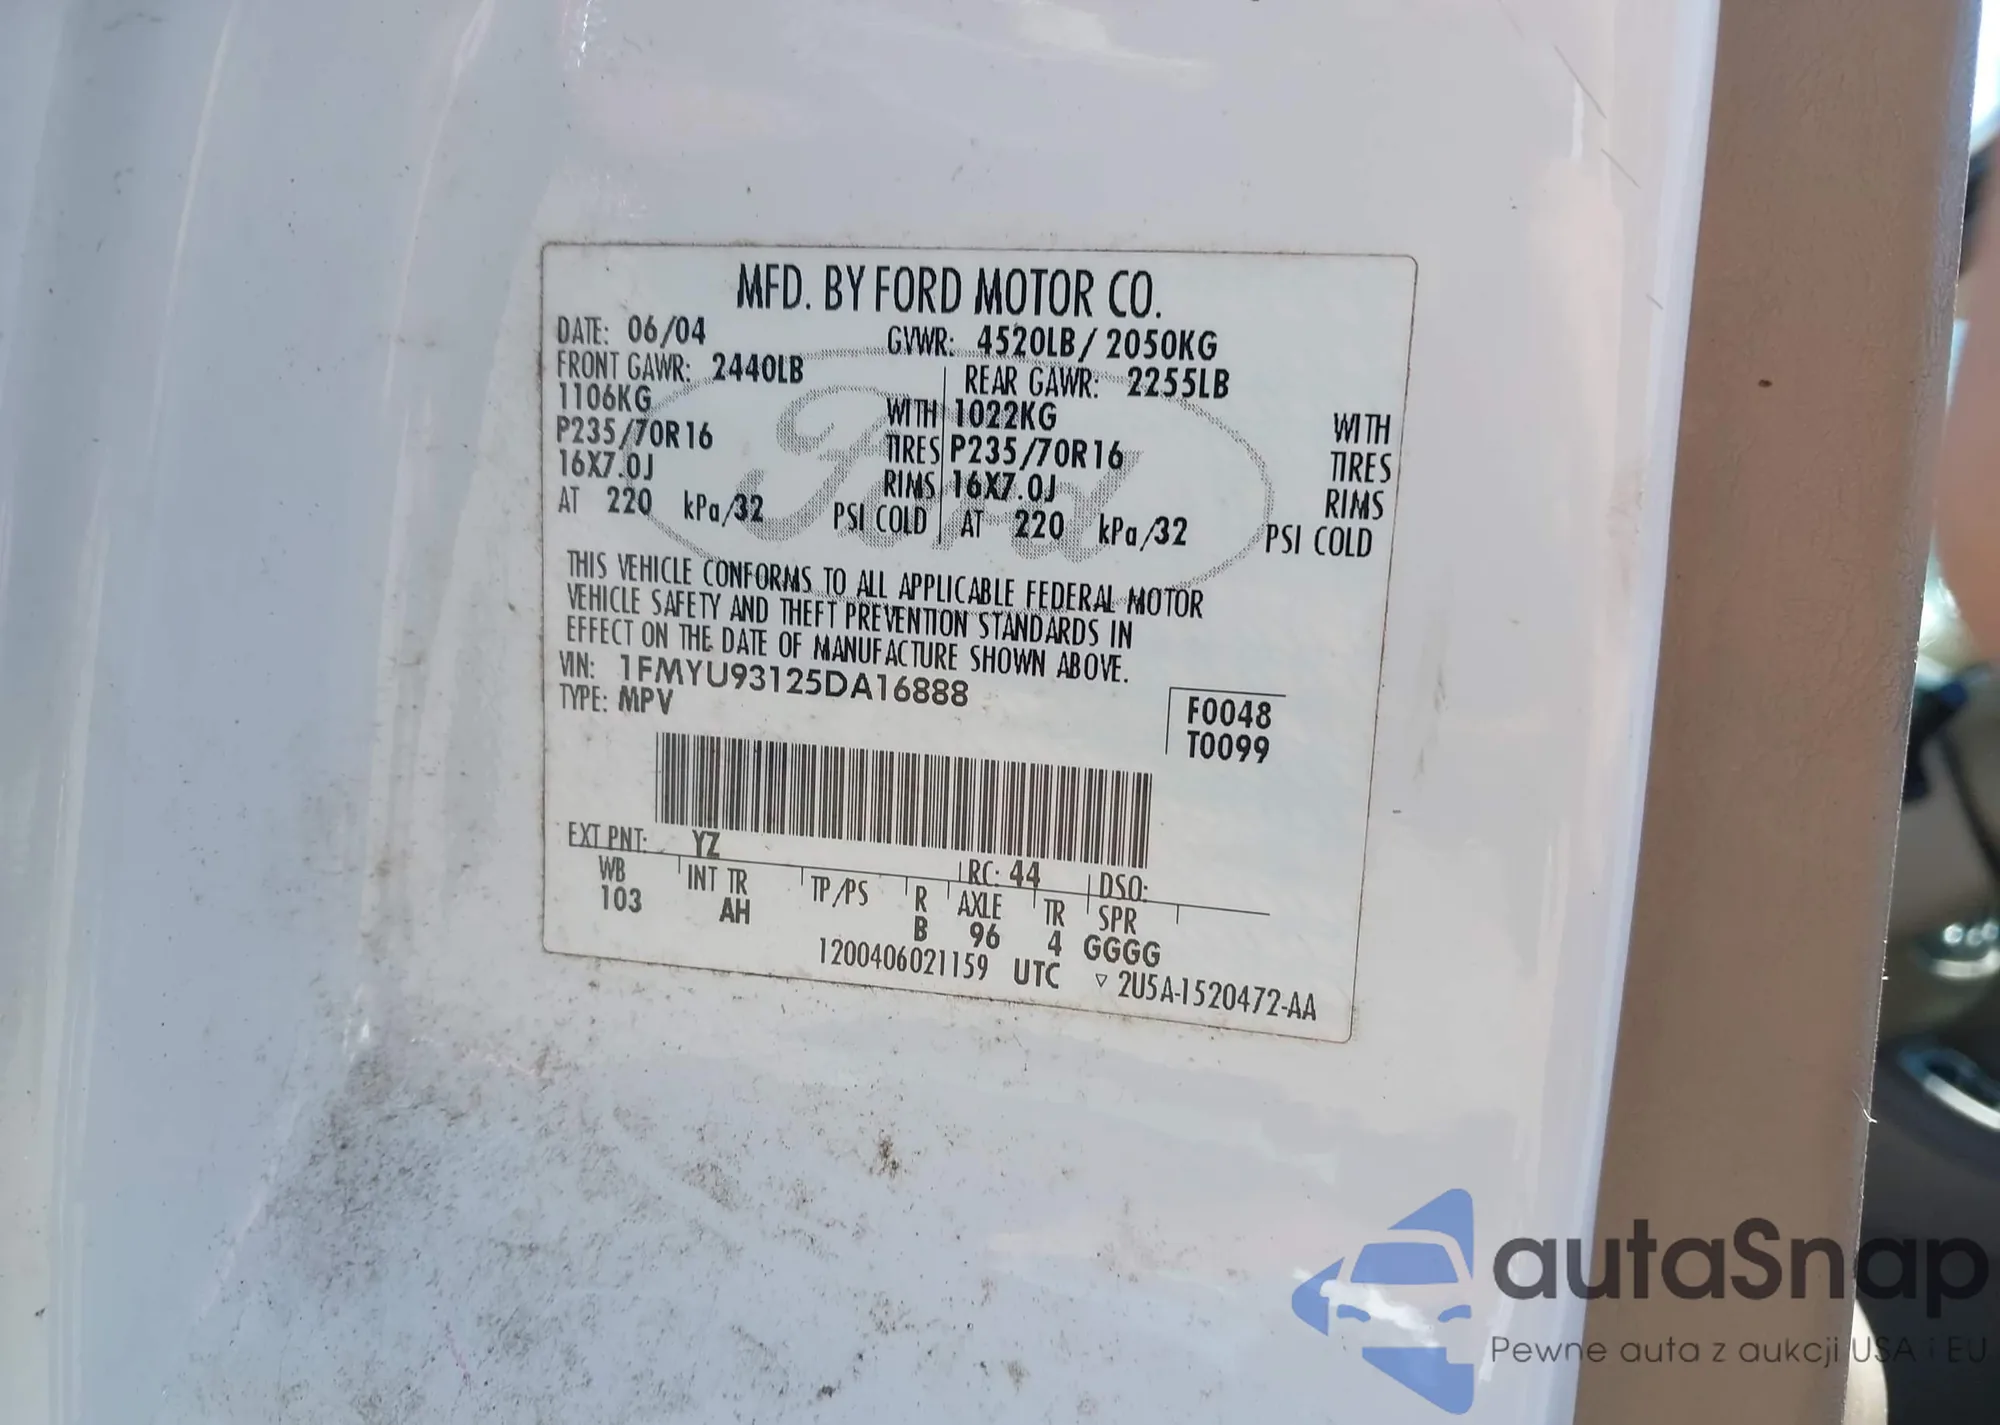 MFD. BY FORD MOTOR CO.
DATE: 06/04 GVWR: 4520LB / 2050KG
FRONT GAWR: 2440LB REAR GAWR: 2255LB
1106KG WITH 1022KG WITH
P235/70R16 TIRES P235/70R16 TIRES
16X7.0J RIMS 16X7.0J RIMS
AT 220 kPa/32 PSI COLD AT 220 kPa/32 PSI COLD
Ford
THIS VEHICLE CONFORMS TO ALL APPLICABLE FEDERAL MOTOR
VEHICLE SAFETY AND THEFT PREVENTION STANDARDS IN
EFFECT ON THE DATE OF MANUFACTURE SHOWN ABOVE.
VIN: 1FMYU93125DA16888
TYPE: MPV
F0048
T0099
EXT PNT: YZ RC: 44 DSO:
WB INT TR TP/PS R AXLE TR SPR
103 AH B 96 4 GGGG
1200406021159 UTC ▽ 2U5A-1520472-AA
autaSnap
Pewne auta z aukcji USA i EU